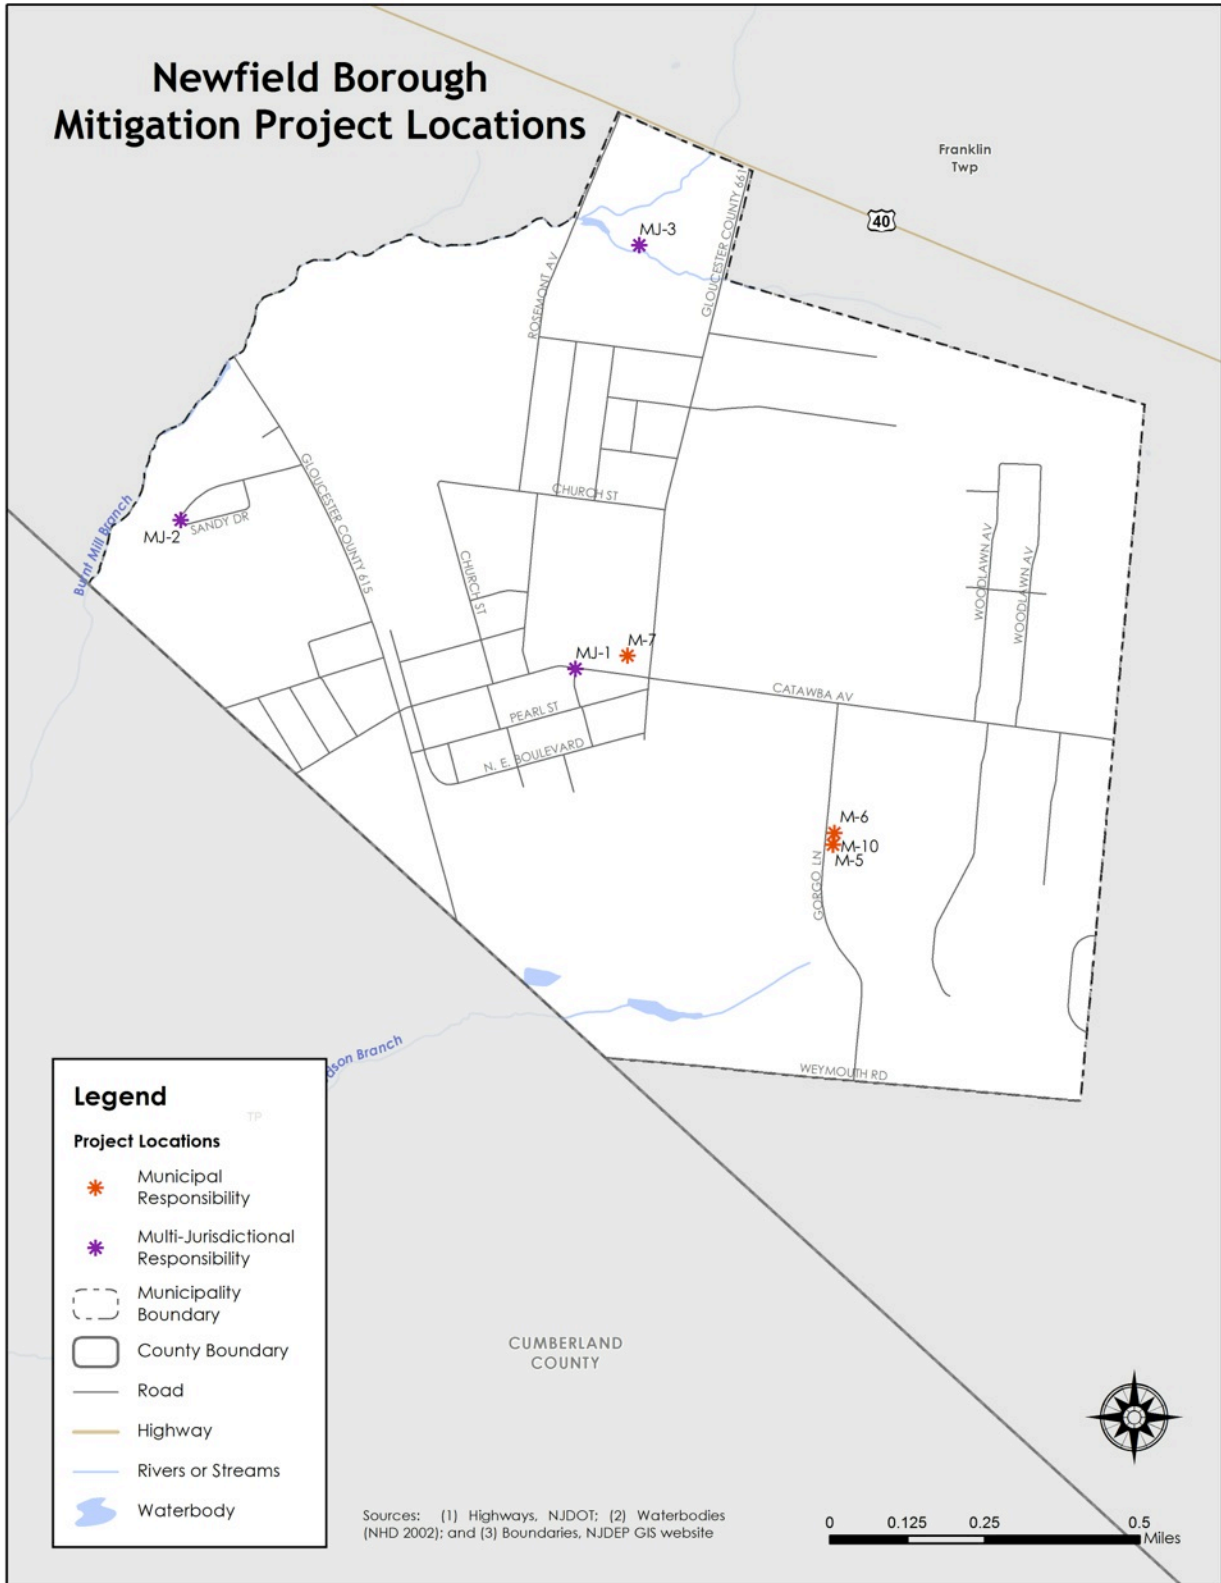 Newfield Borough
Mitigation Project Locations
Franklin
Twp
40
MJ-3
GLOUCESTER COUNTY 661
ROSEMONT AV
GLOUCESTER COUNTY 615
CHURCH ST
SANDY DR
MJ-2
Burnt Mill Branch
CHURCH ST
WOODLAWN AV
WOODLAWN AV
M-7
MJ-1
CATAWBA AV
PEARL ST
N. E. BOULEVARD
M-6
M-10
M-5
GORGO LN
dson Branch
WEYMOUTH RD
Legend
TP
Project Locations
Municipal
Responsibility
Multi-Jurisdictional
Responsibility
Municipality
Boundary
County Boundary
Road
Highway
Rivers or Streams
Waterbody
CUMBERLAND
COUNTY
Sources: (1) Highways, NJDOT; (2) Waterbodies
(NHD 2002); and (3) Boundaries, NJDEP GIS website
0 0.125 0.25 0.5
Miles